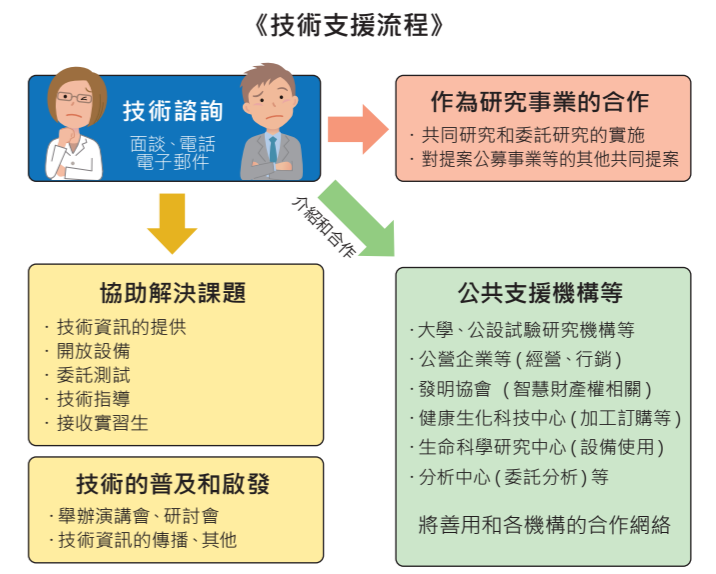 《技術支援流程》
技術諮詢
面談、電話
電子郵件
作為研究事業的合作
· 共同研究和委託研究的實施
· 對提案公募事業等的其他共同提案
介紹和合作
協助解決課題
· 技術資訊的提供
· 開放設備
· 委託測試
· 技術指導
· 接收實習生
技術的普及和啟發
· 舉辦演講會、研討會
· 技術資訊的傳播、其他
公共支援機構等
· 大學、公設試驗研究機構等
· 公營企業等 ( 經營、行銷 )
· 發明協會 ( 智慧財產權相關 )
· 健康生化科技中心 ( 加工訂購等 )
· 生命科學研究中心 ( 設備使用 )
· 分析中心 ( 委託分析 ) 等
將善用和各機構的合作網絡